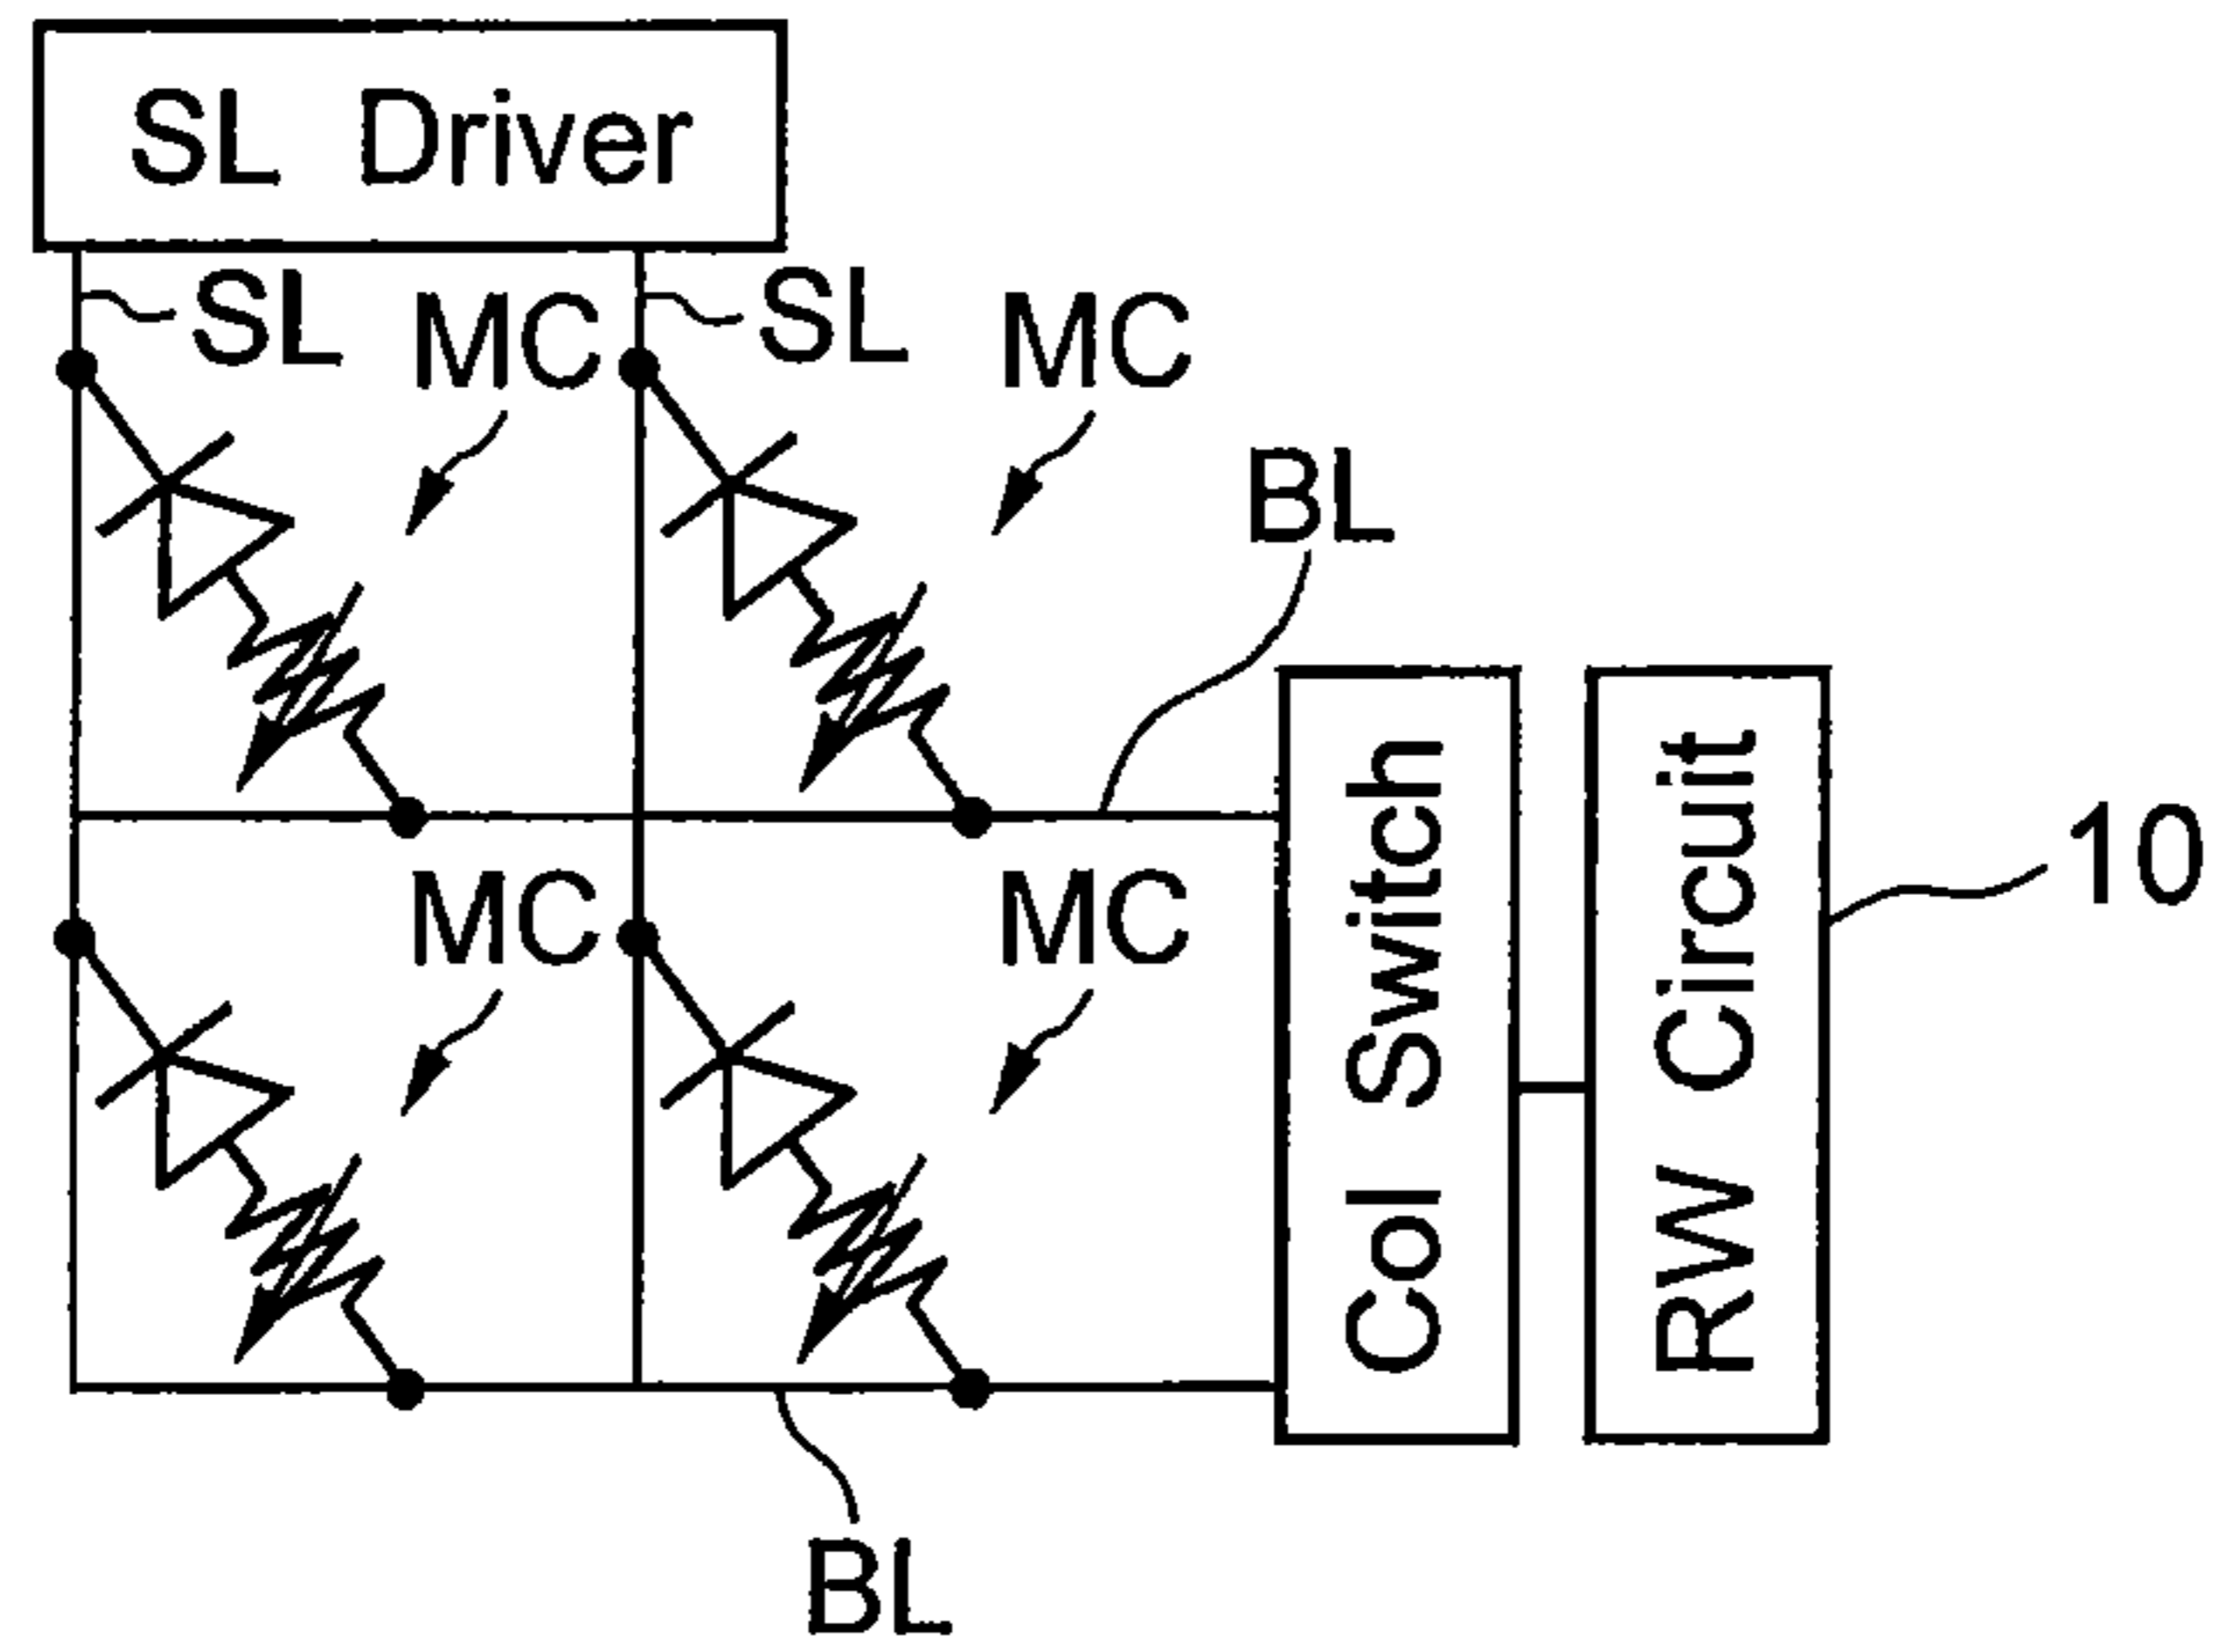 SL Driver
SL MC SL MC
BL
MC MC
Col Switch
RW Circuit
10
BL